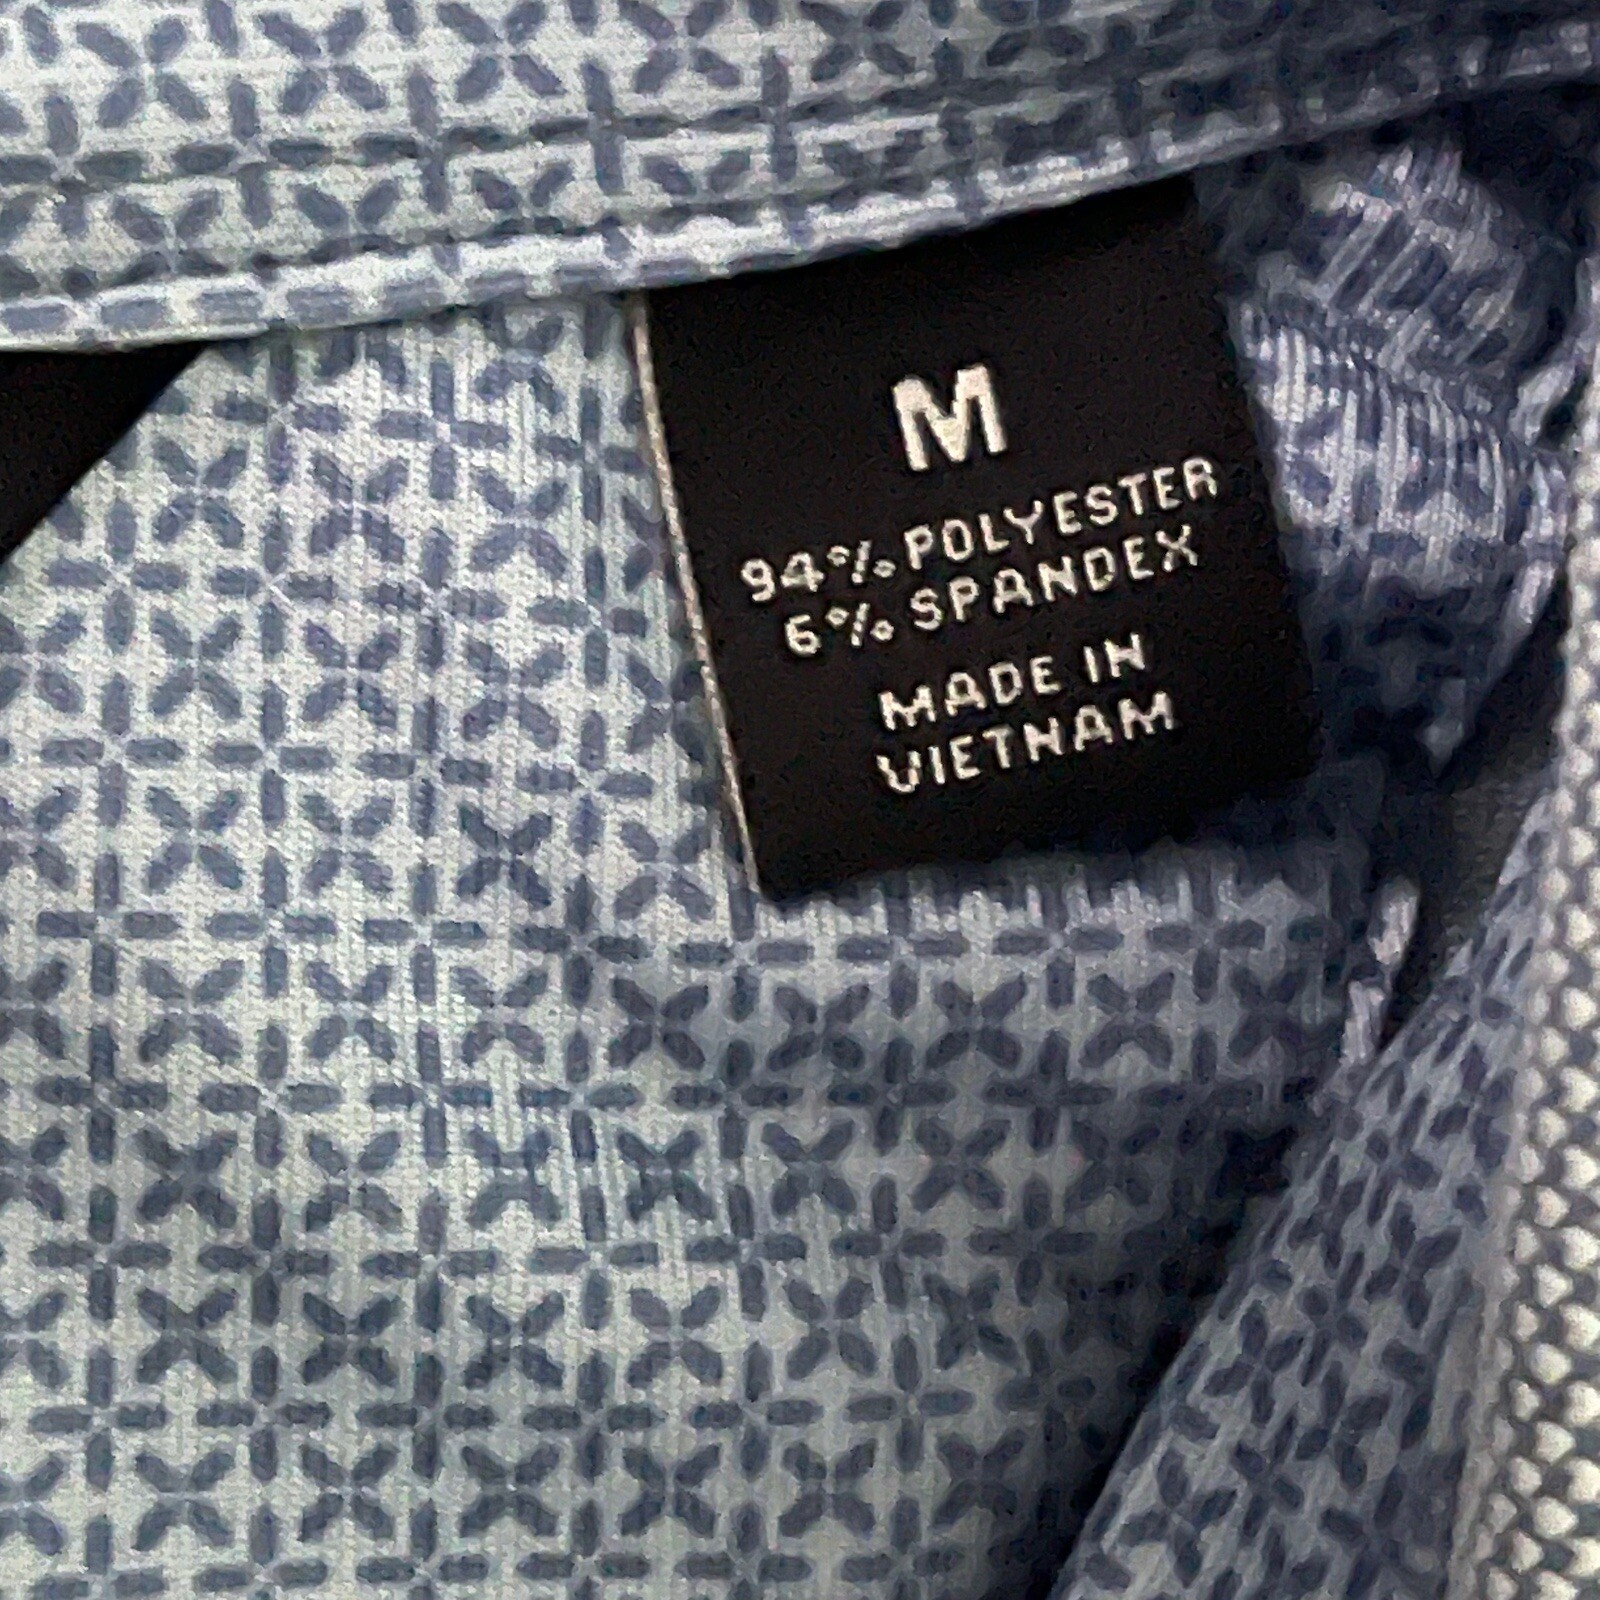 M
94% POLYESTER
6% SPANDEX
MADE IN
VIETNAM